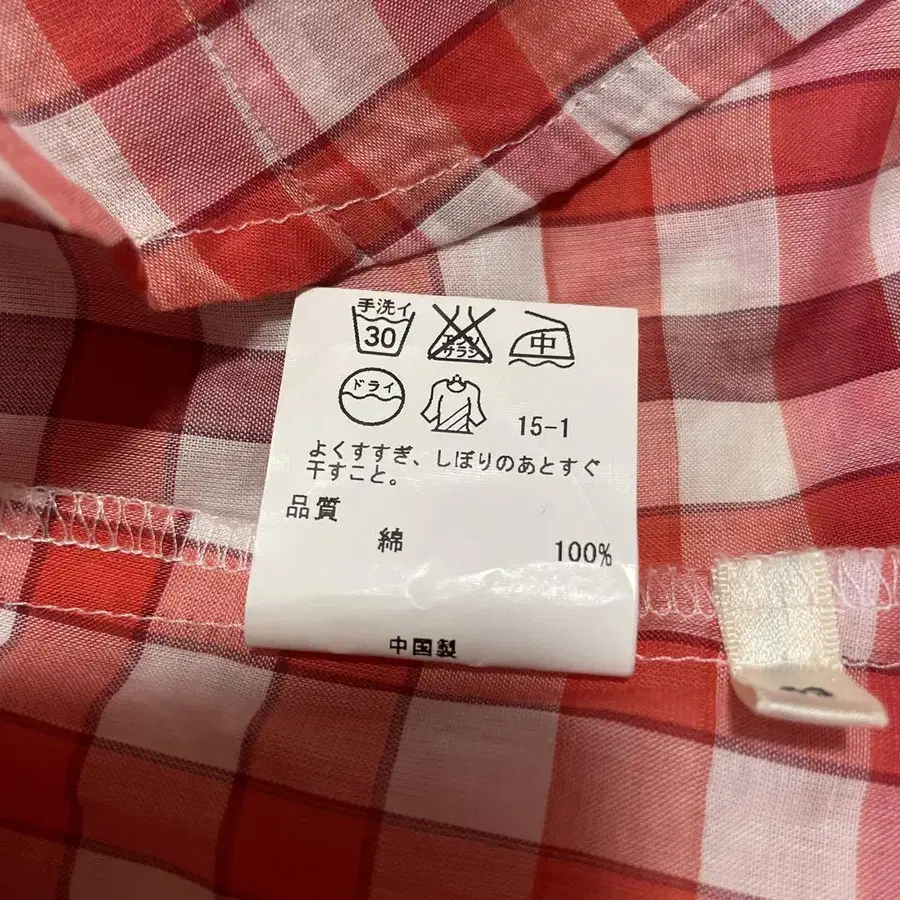 手洗イ
30
エンソ
サラシ
中
ドライ
15-1
よくすすぎ、しぼりのあとすぐ
干すこと。
品質
綿 100%
中国製